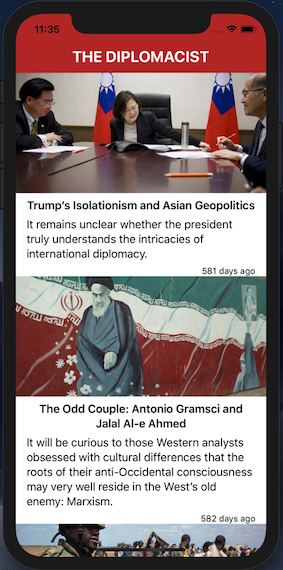 11:35
THE DIPLOMACIST
Trump's Isolationism and Asian Geopolitics
It remains unclear whether the president
truly understands the intricacies of
international diplomacy.
581 days ago
The Odd Couple: Antonio Gramsci and
Jalal Al-e Ahmed
It will be curious to those Western analysts
obsessed with cultural differences that the
roots of their anti-Occidental consciousness
may very well reside in the West's old
enemy: Marxism.
582 days ago